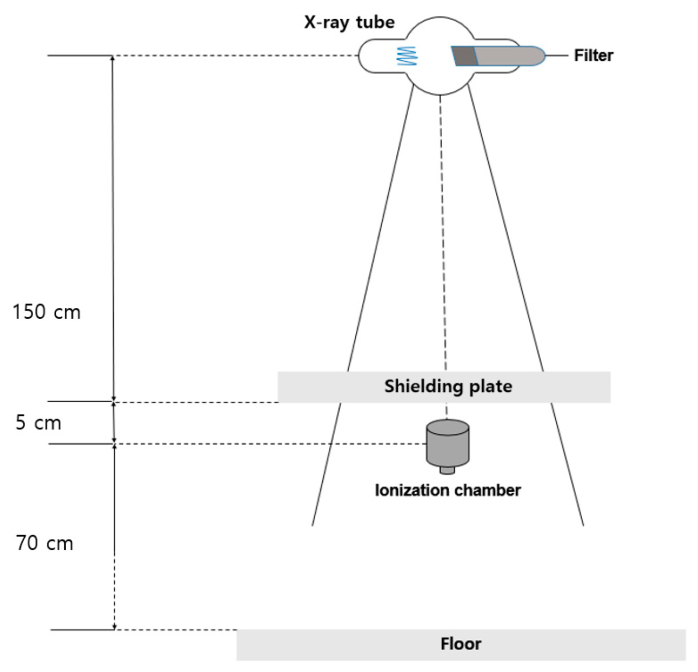 X-ray tube
Filter
150 cm
Shielding plate
5 cm
Ionization chamber
70 cm
Floor